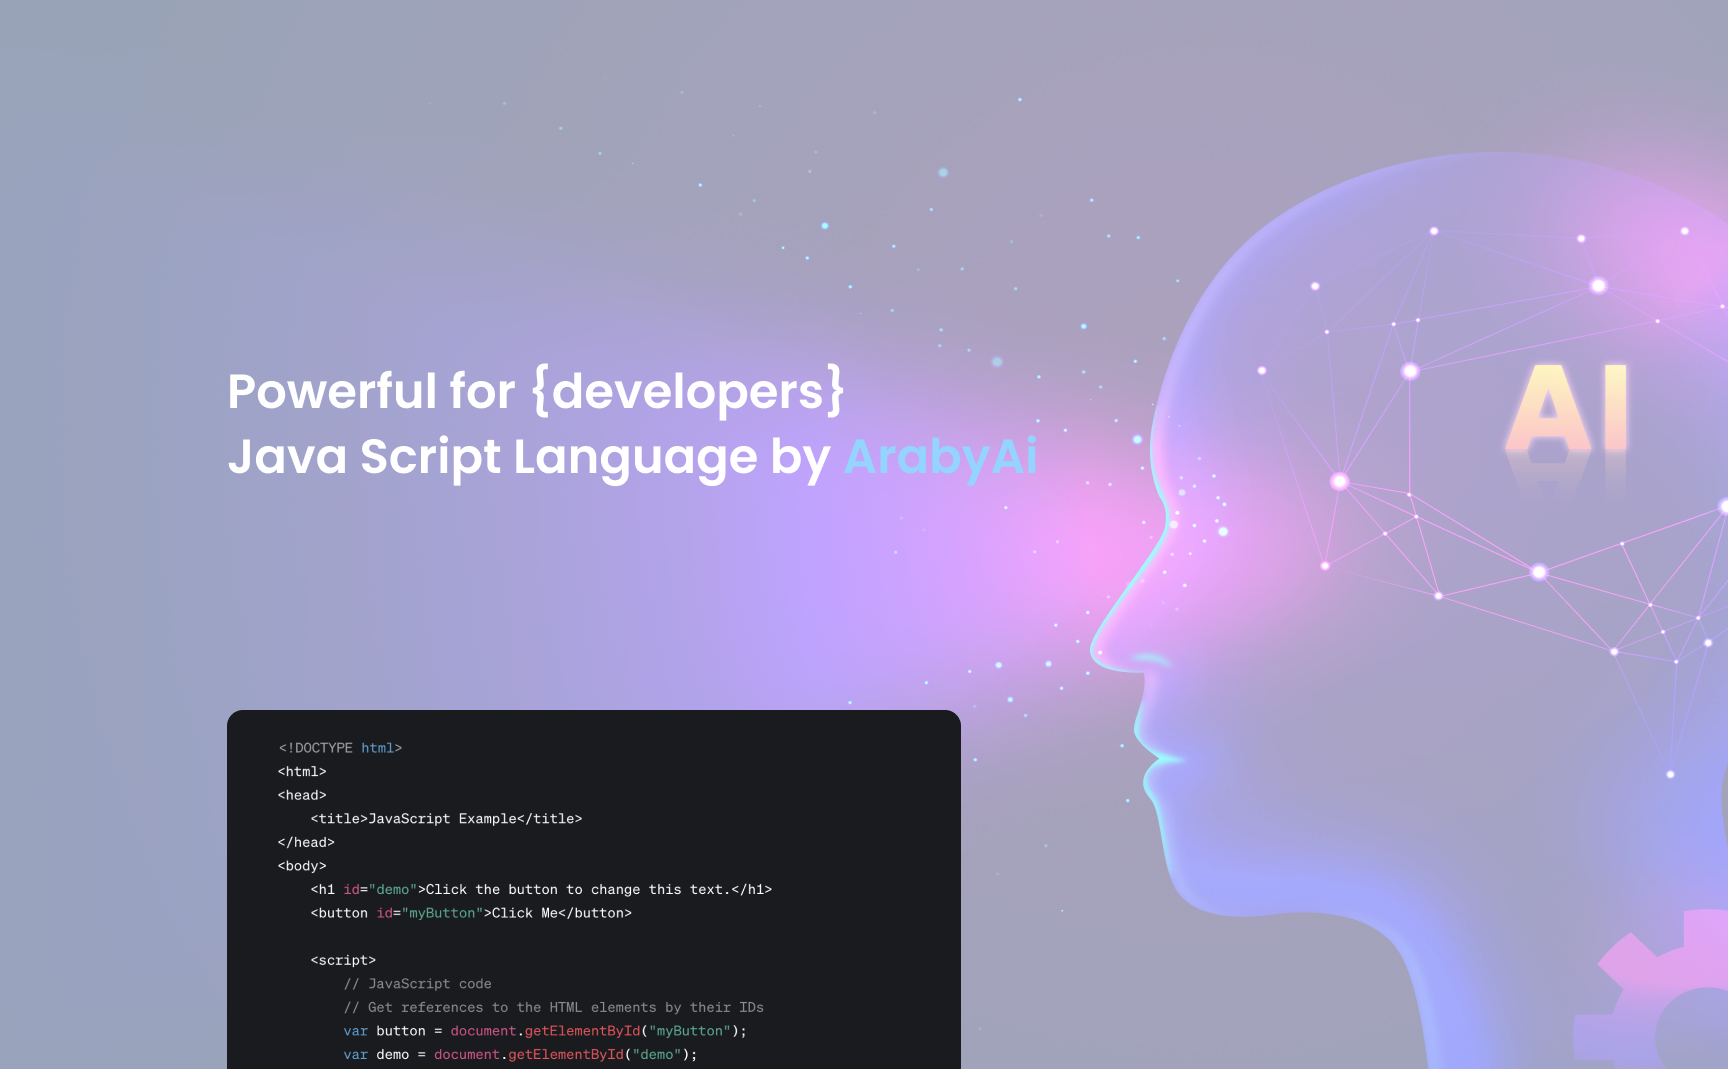 Powerful for {developers}
Java Script Language by ArabyAi
AI
<!DOCTYPE html>
<html>
<head>
    <title>JavaScript Example</title>
</head>
<body>
    <h1 id="demo">Click the button to change this text.</h1>
    <button id="myButton">Click Me</button>
    <script>
        // JavaScript code
        // Get references to the HTML elements by their IDs
        var button = document.getElementById("myButton");
        var demo = document.getElementById("demo");